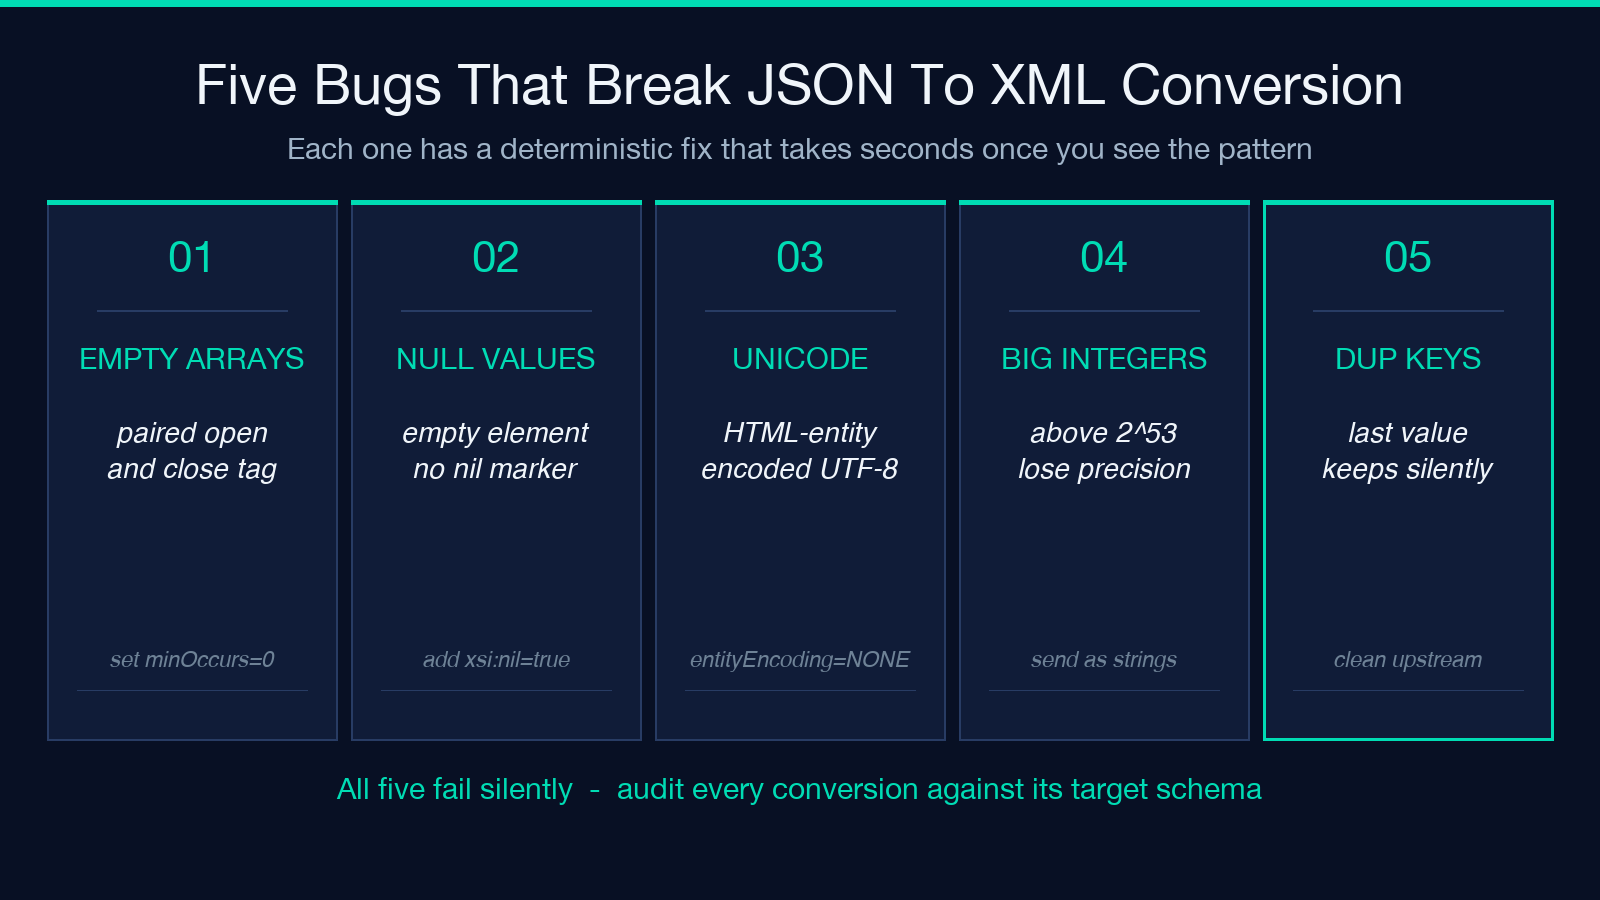 Five Bugs That Break JSON To XML Conversion
Each one has a deterministic fix that takes seconds once you see the pattern
01
EMPTY ARRAYS
paired open
and close tag
set minOccurs=0
02
NULL VALUES
empty element
no nil marker
add xsi:nil=true
03
UNICODE
HTML-entity
encoded UTF-8
entityEncoding=NONE
04
BIG INTEGERS
above 2^53
lose precision
send as strings
05
DUP KEYS
last value
keeps silently
clean upstream
All five fail silently - audit every conversion against its target schema